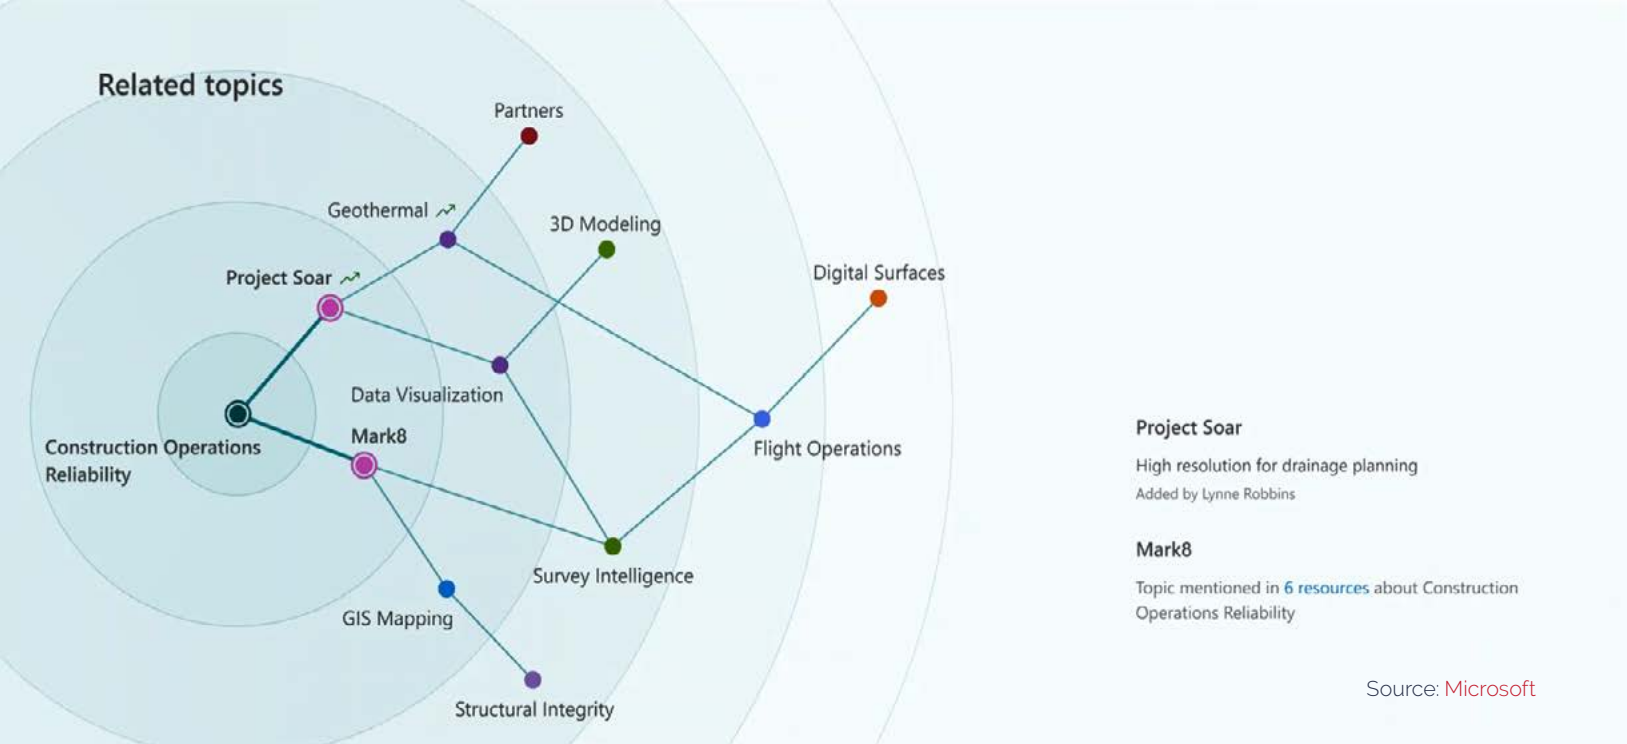 Related topics
Partners
Geothermal
3D Modeling
Project Soar
Digital Surfaces
Data Visualization
Construction Operations
Reliability
Mark8
Flight Operations
Survey Intelligence
GIS Mapping
Structural Integrity
Project Soar
High resolution for drainage planning
Added by Lynne Robbins
Mark8
Topic mentioned in 6 resources about Construction
Operations Reliability
Source: Microsoft